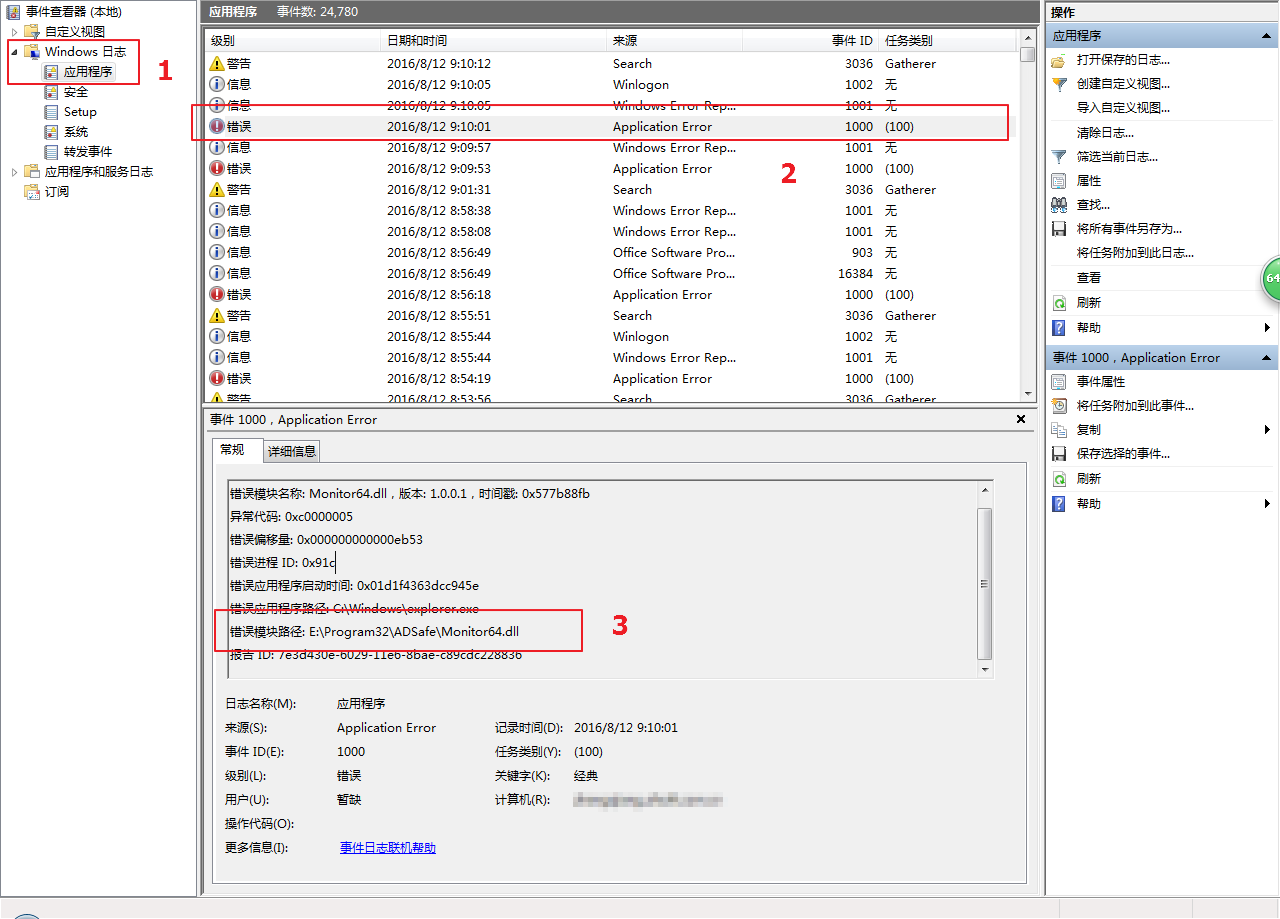 事件查看器 (本地)
自定义视图
Windows 日志
应用程序
安全
Setup
系统
转发事件
应用程序和服务日志
订阅
1
应用程序 事件数: 24,780
级别 日期和时间 来源 事件 ID 任务类别
警告 2016/8/12 9:10:12 Search 3036 Gatherer
信息 2016/8/12 9:10:05 Winlogon 1002 无
信息 2016/8/12 9:10:05 Windows Error Rep... 1001 无
错误 2016/8/12 9:10:01 Application Error 1000 (100)
信息 2016/8/12 9:09:57 Windows Error Rep... 1001 无
错误 2016/8/12 9:09:53 Application Error 1000 (100)
警告 2016/8/12 9:01:31 Search 3036 Gatherer
信息 2016/8/12 8:58:38 Windows Error Rep... 1001 无
信息 2016/8/12 8:58:08 Windows Error Rep... 1001 无
信息 2016/8/12 8:56:49 Office Software Pro... 903 无
信息 2016/8/12 8:56:49 Office Software Pro... 16384 无
错误 2016/8/12 8:56:18 Application Error 1000 (100)
警告 2016/8/12 8:55:51 Search 3036 Gatherer
信息 2016/8/12 8:55:44 Winlogon 1002 无
信息 2016/8/12 8:55:44 Windows Error Rep... 1001 无
错误 2016/8/12 8:54:19 Application Error 1000 (100)
警告 2016/8/12 8:53:56 Search 3036 Gatherer
2
事件 1000，Application Error
常规 详细信息
错误模块名称: Monitor64.dll，版本: 1.0.0.1，时间戳: 0x577b88fb
异常代码: 0xc0000005
错误偏移量: 0x000000000000eb53
错误进程 ID: 0x91c
错误应用程序启动时间: 0x01d1f4363dcc945e
错误应用程序路径: C:\Windows\explorer.exe
错误模块路径: E:\Program32\ADSafe\Monitor64.dll
报告 ID: 7e3d430e-6029-11e6-8bae-c89cdc228836
3
日志名称(M): 应用程序
来源(S): Application Error 记录时间(D): 2016/8/12 9:10:01
事件 ID(E): 1000 任务类别(Y): (100)
级别(L): 错误 关键字(K): 经典
用户(U): 暂缺 计算机(R):
操作代码(O):
更多信息(I): 事件日志联机帮助
操作
应用程序
打开保存的日志...
创建自定义视图...
导入自定义视图...
清除日志...
筛选当前日志...
属性
查找...
将所有事件另存为...
将任务附加到此日志...
查看
刷新
帮助
事件 1000，Application Error
事件属性
将任务附加到此事件...
复制
保存选择的事件...
刷新
帮助
64